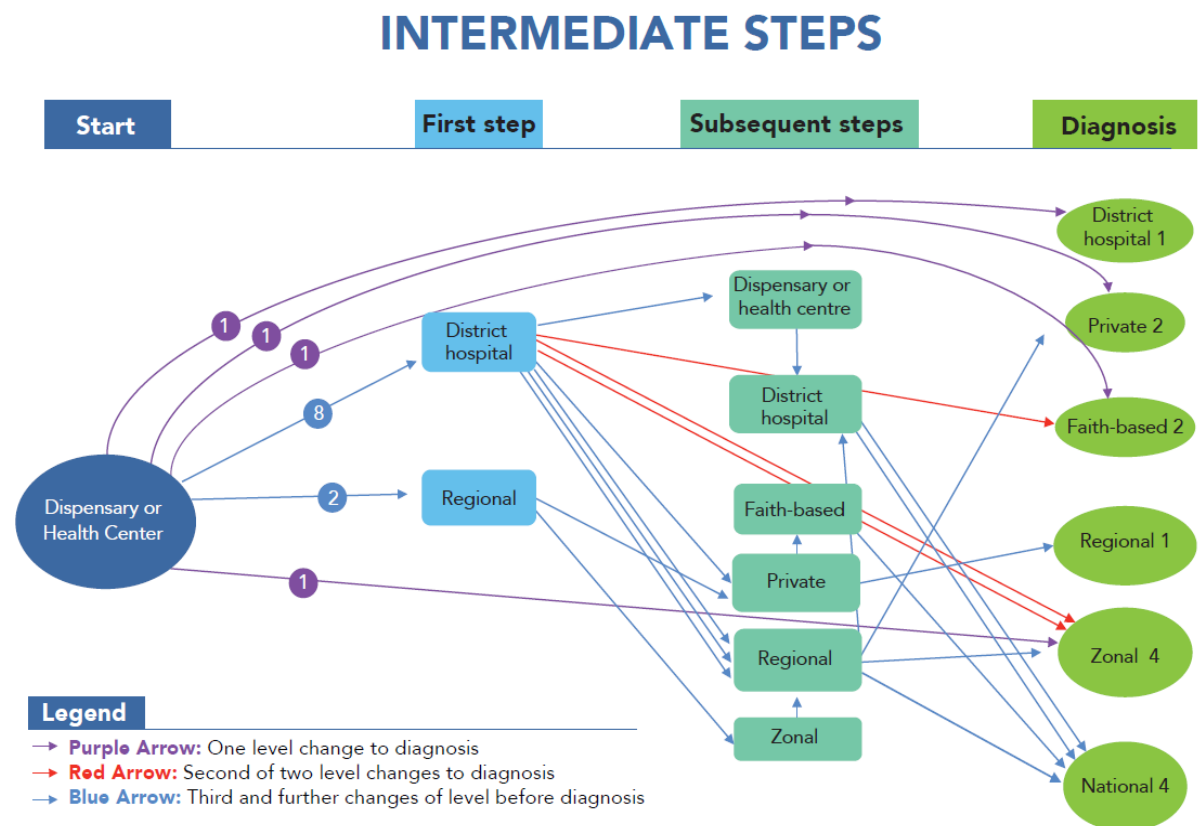 INTERMEDIATE STEPS
Start
First step
Subsequent steps
Diagnosis
District
hospital 1
Dispensary or
health centre
Private 2
1
1
1
District
hospital
District
hospital
8
Faith-based 2
Dispensary or
Health Center
2
Regional
Faith-based
Regional 1
Private
1
Regional
Zonal 4
Zonal
National 4
Legend
Purple Arrow: One level change to diagnosis
Red Arrow: Second of two level changes to diagnosis
Blue Arrow: Third and further changes of level before diagnosis